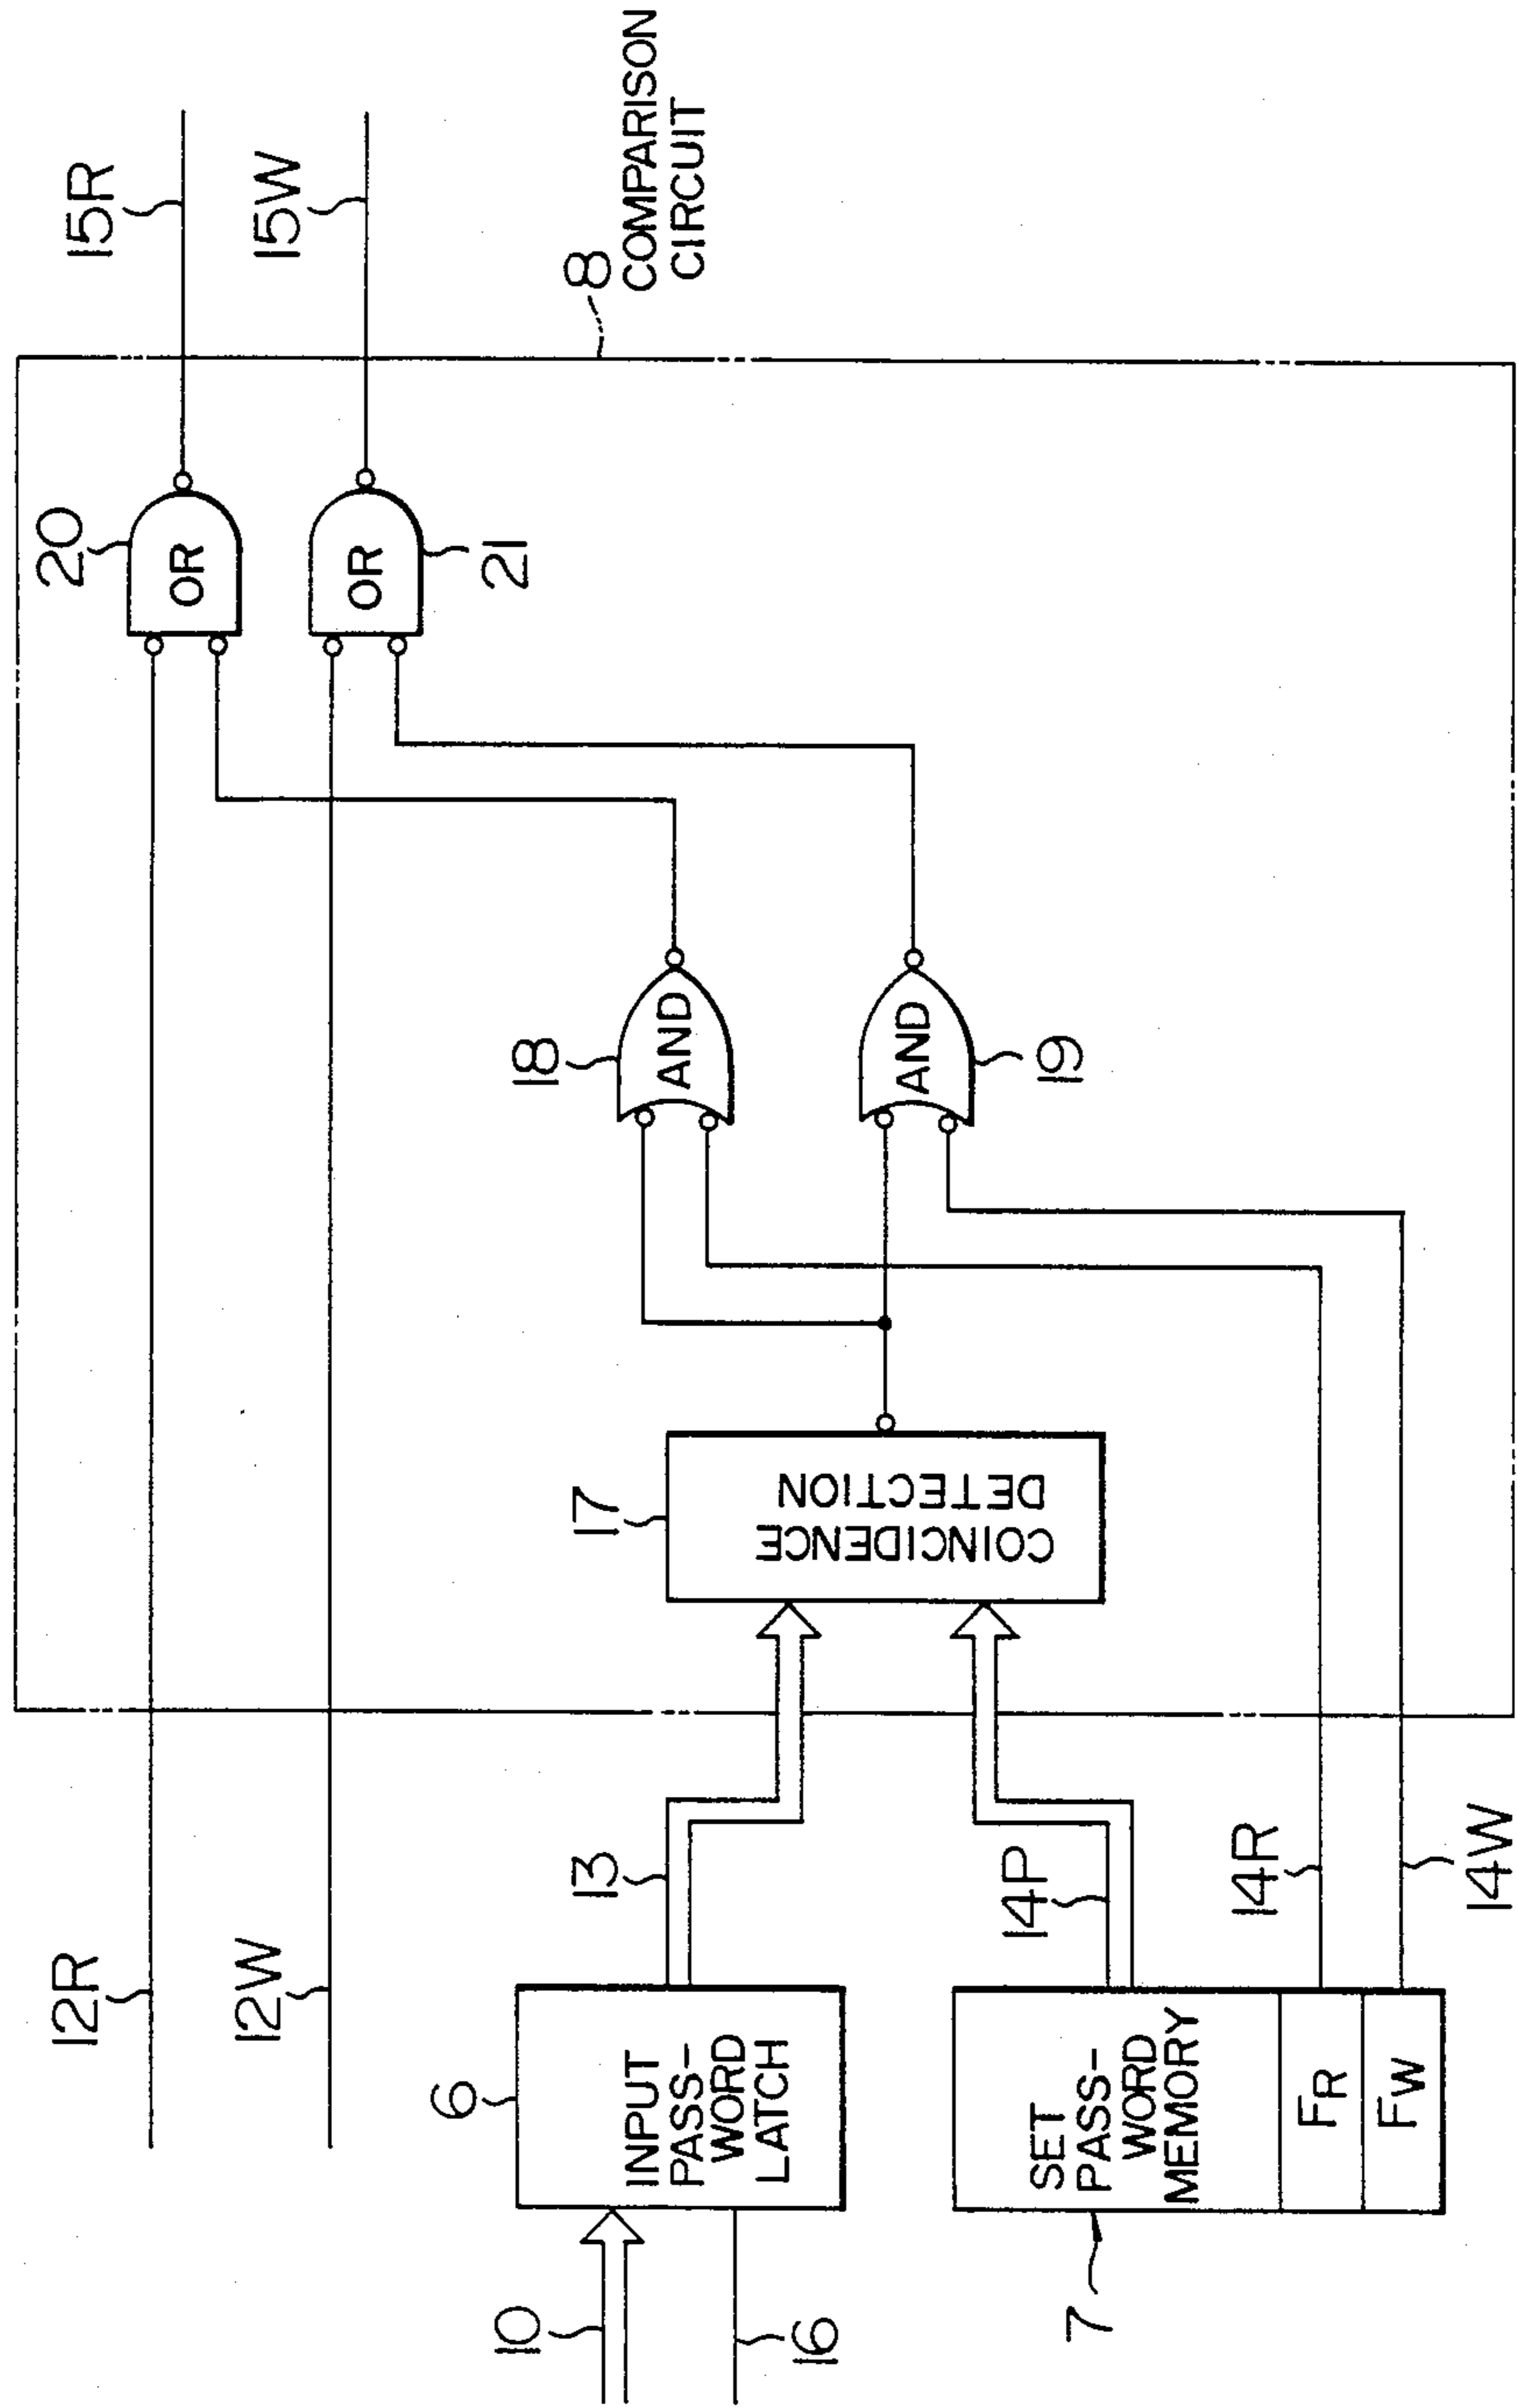 12R
12W
10
16
6
INPUT
PASS-
WORD
LATCH
7
SET
PASS-
WORD
MEMORY
FR
FW
13
14P
14R
14W
17
COINCIDENCE
DETECTION
18
AND
19
AND
20
OR
21
OR
15R
15W
8
COMPARISON
CIRCUIT